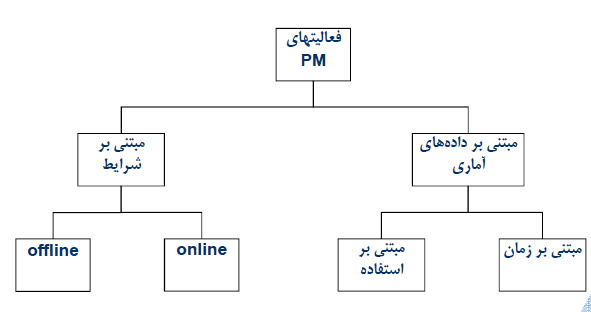 فعالیتهای
PM
مبتنی بر داده‌های
آماری
مبتنی بر
شرایط
مبتنی بر زمان
مبتنی بر
استفاده
online
offline